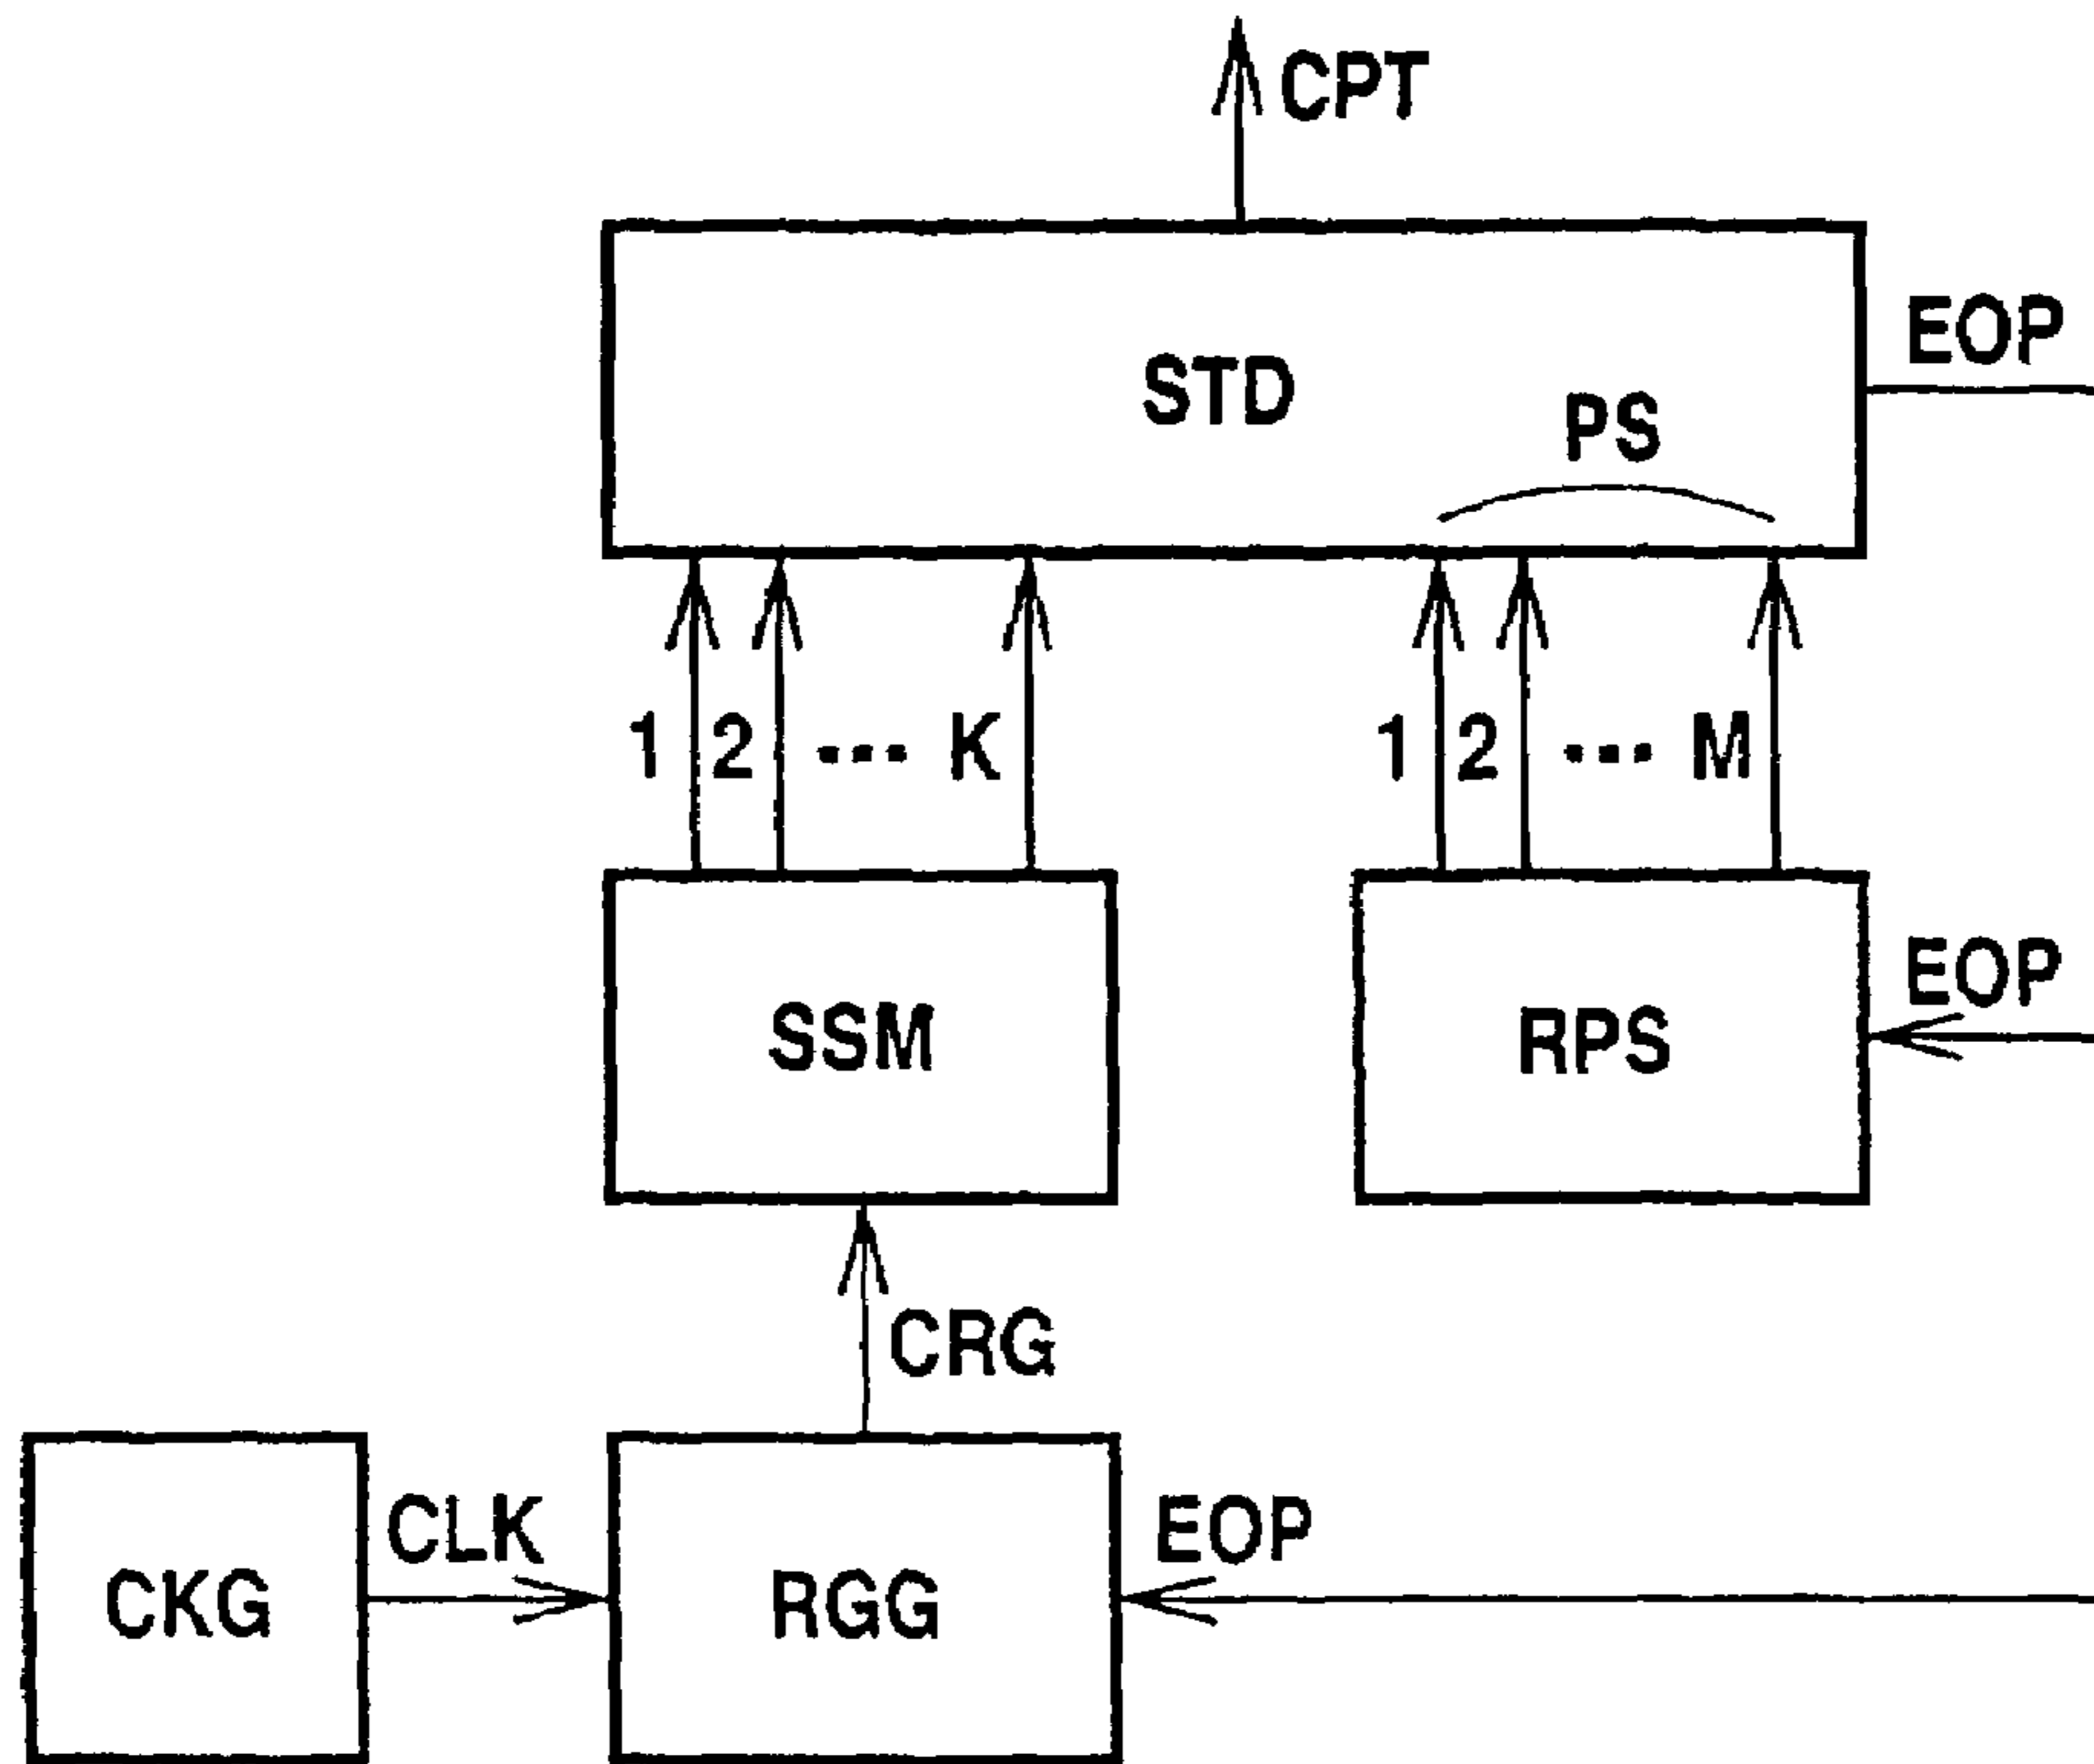 CPT
STD
EOP
PS
1 2 --- K
1 2 --- M
SSM
RPS
EOP
CRG
CKG
CLK
RGG
EOP